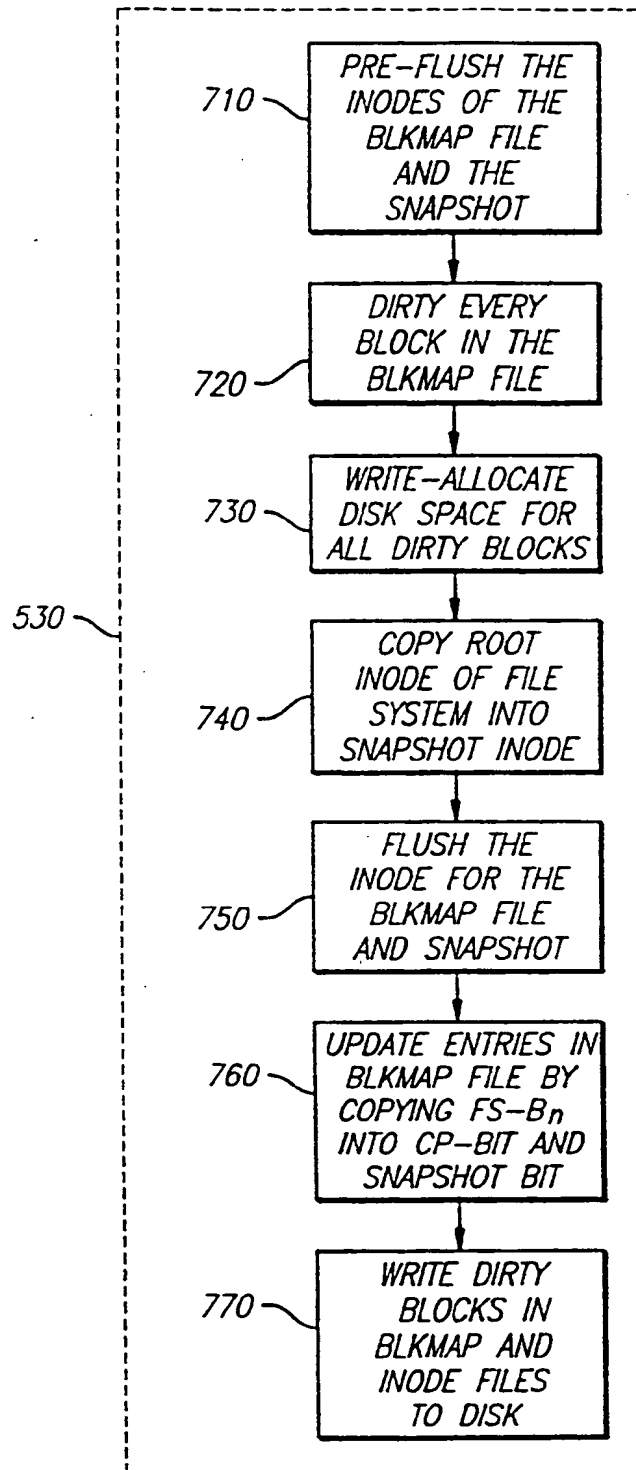 710
PRE-FLUSH THE
INODES OF THE
BLKMAP FILE
AND THE
SNAPSHOT
720
DIRTY EVERY
BLOCK IN THE
BLKMAP FILE
730
WRITE-ALLOCATE
DISK SPACE FOR
ALL DIRTY BLOCKS
530
740
COPY ROOT
INODE OF FILE
SYSTEM INTO
SNAPSHOT INODE
750
FLUSH THE
INODE FOR THE
BLKMAP FILE
AND SNAPSHOT
760
UPDATE ENTRIES IN
BLKMAP FILE BY
COPYING FS-Bn
INTO CP-BIT AND
SNAPSHOT BIT
770
WRITE DIRTY
BLOCKS IN
BLKMAP AND
INODE FILES
TO DISK